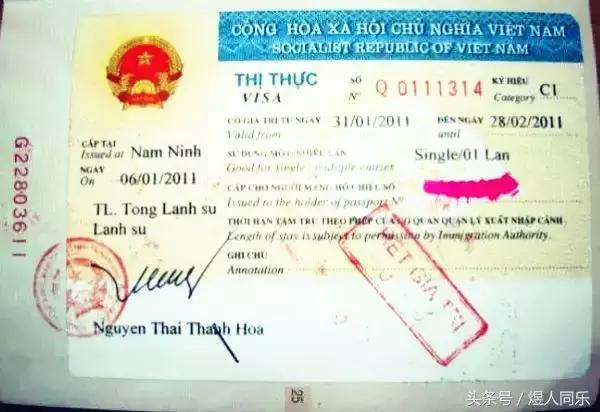 CỘNG HÒA XÃ HỘI CHỦ NGHĨA VIỆT NAM
SOCIALIST REPUBLIC OF VIET NAM
THỊ THỰC
VISA
SỐ
Nº
Q 0111314
KÝ HIỆU
Category
C1
CÓ GIÁ TRỊ TỪ NGÀY
Valid from
31/01/2011
ĐẾN NGÀY
until
28/02/2011
CẤP TẠI
Issued at
Nam Ninh
SỬ DỤNG MỘT NHIỀU LẦN
Good for single multiple entries
Single/01 Lan
NGÀY
On
06/01/2011
CẤP CHO NGƯỜI MANG HỘ CHIẾU SỐ
Issued to the holder of passport Nº
TL. Tong Lanh su
Lanh su
THỜI HẠN TẠM TRÚ THEO PHÉP CỦA CƠ QUAN QUẢN LÝ XUẤT NHẬP CẢNH
Length of stay is subject to permission by Immigration Authority.
GHI CHÚ
Annotation
HẾT GIÁ TRỊ
Nguyen Thai Thanh Hoa
G22803611
25
头条号 / 煜人同乐